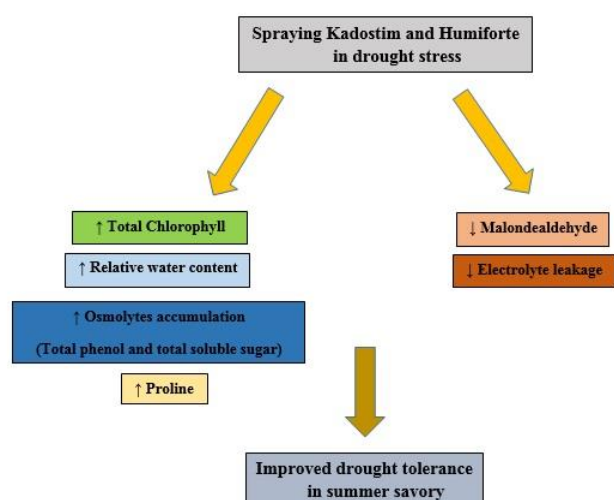 Spraying Kadostim and Humiforte
in drought stress
↑ Total Chlorophyll
↑ Relative water content
↑ Osmolytes accumulation
(Total phenol and total soluble sugar)
↑ Proline
↓ Malondealdehyde
↓ Electrolyte leakage
Improved drought tolerance
in summer savory